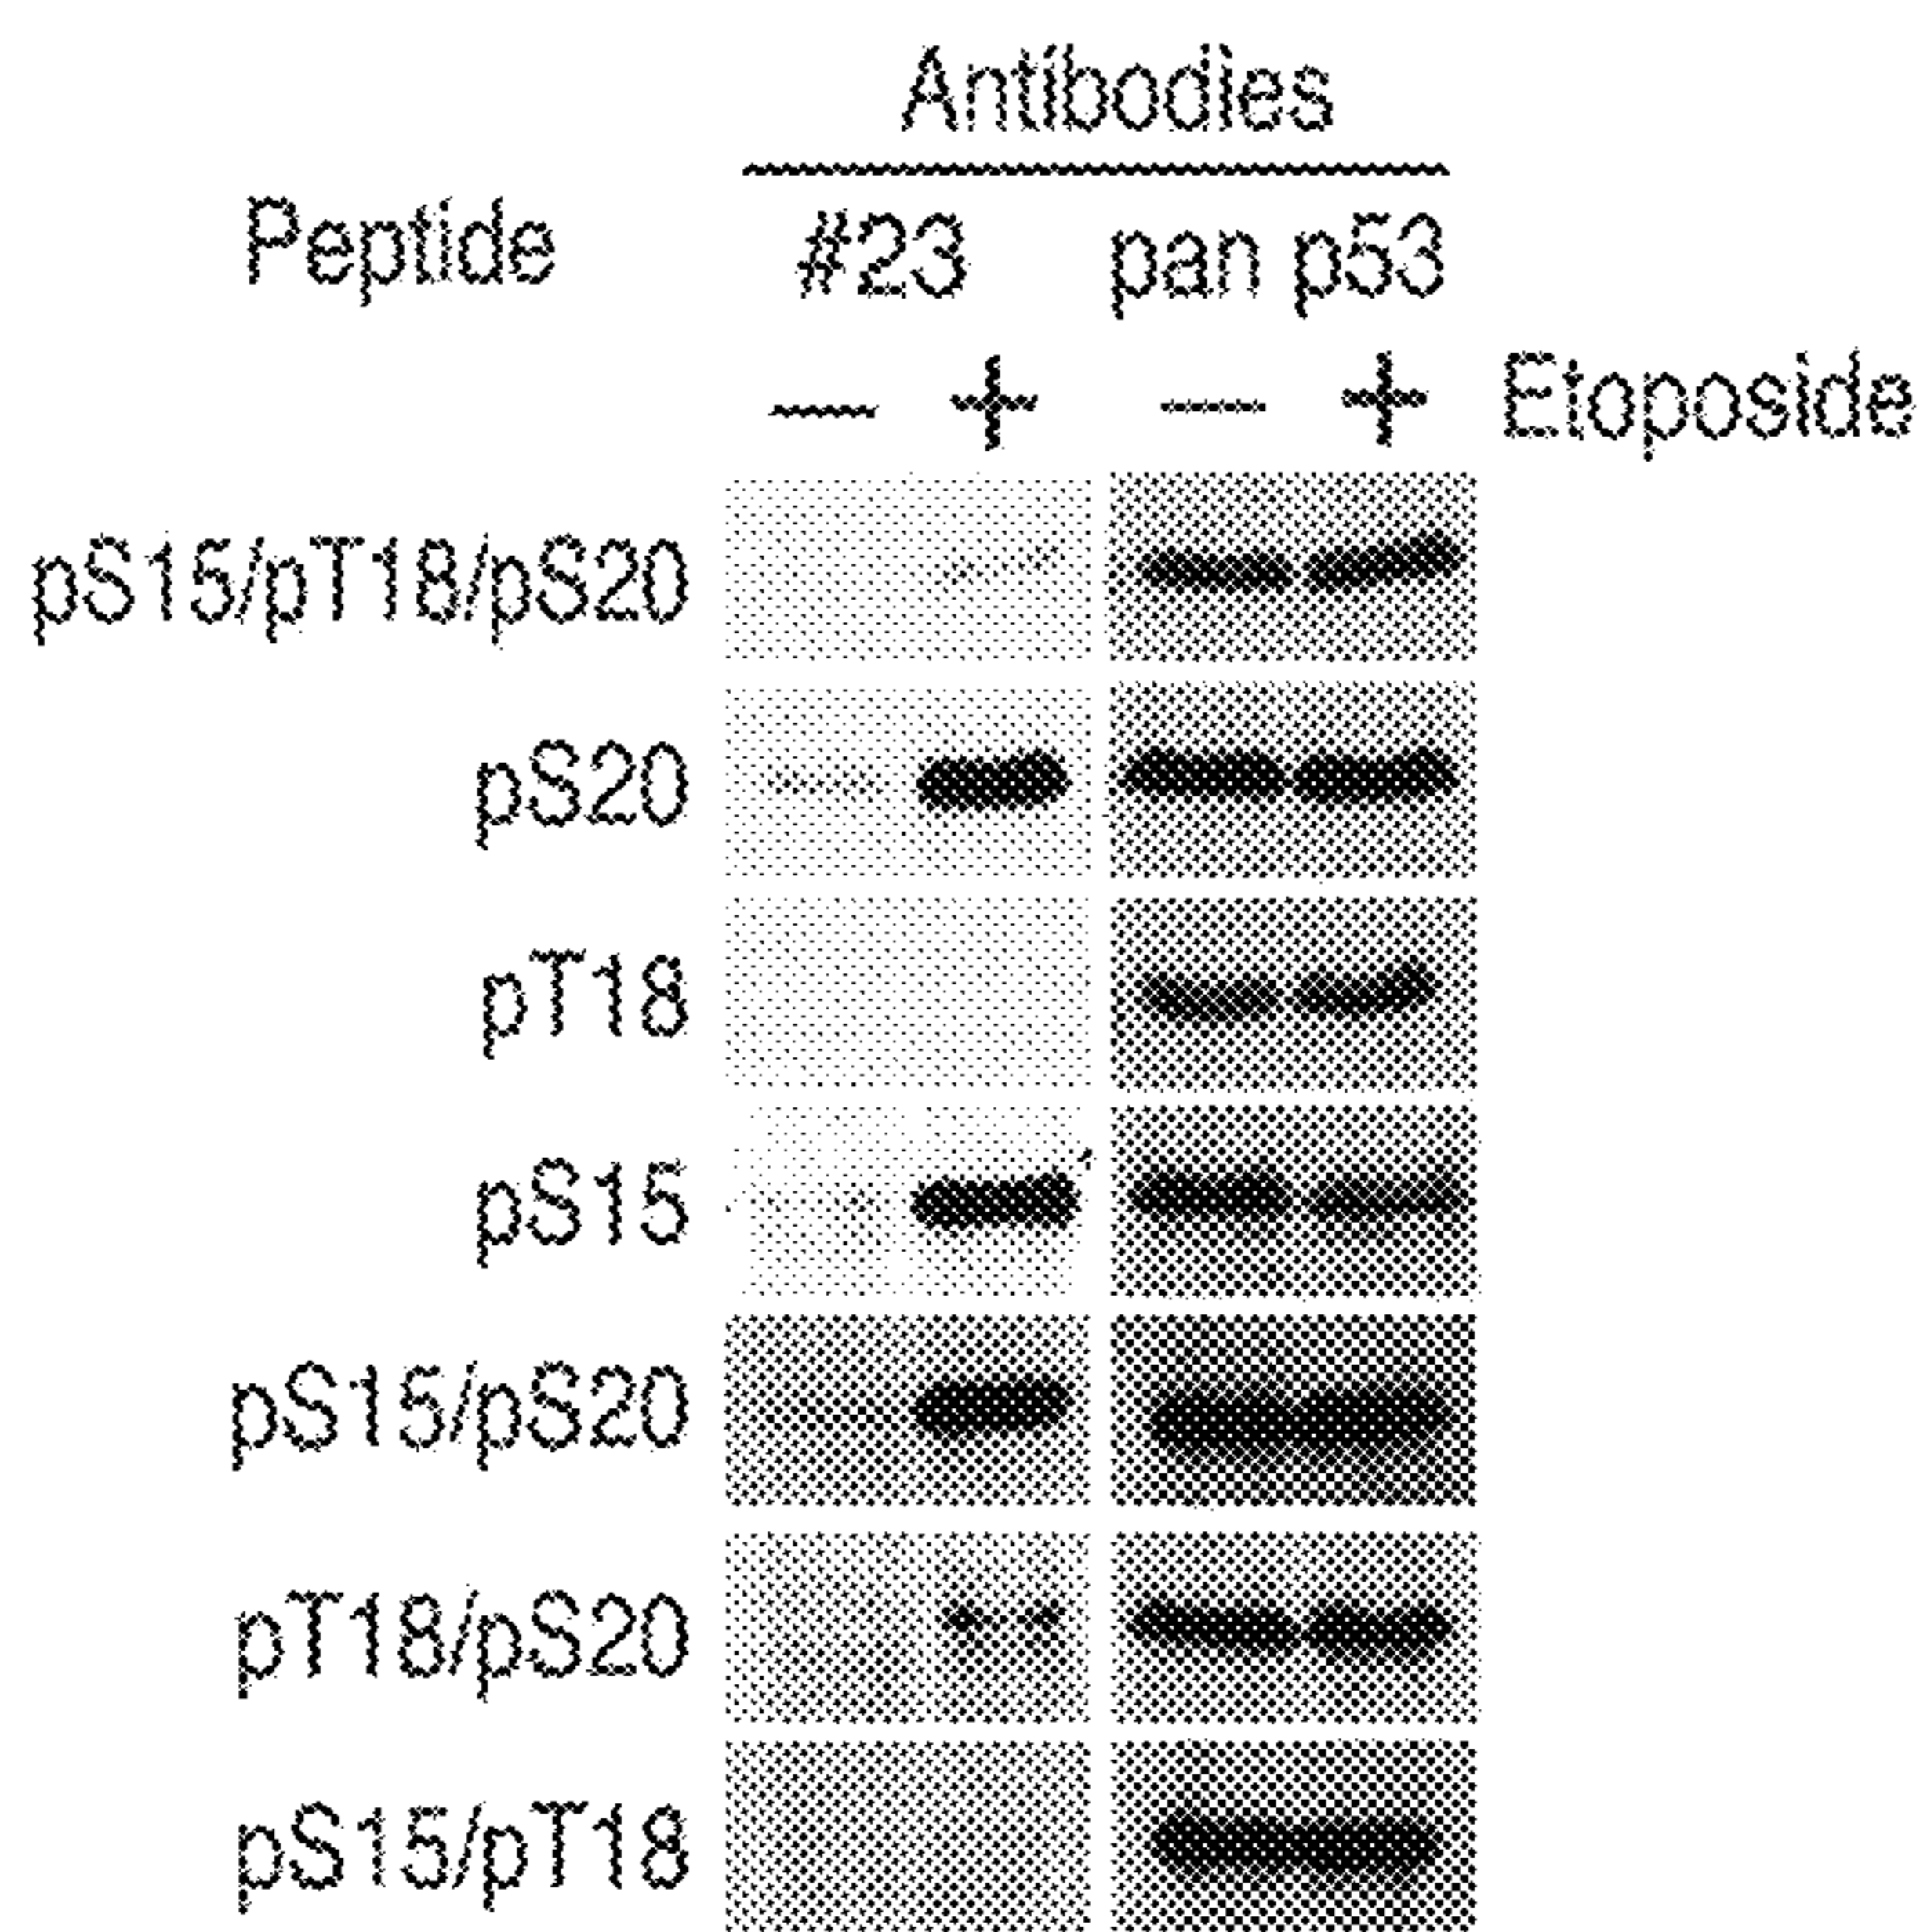 Antibodies
Peptide #23 pan p53
— + — + Etoposide
pS15/pT18/pS20
pS20
pT18
pS15
pS15/pS20
pT18/pS20
pS15/pT18